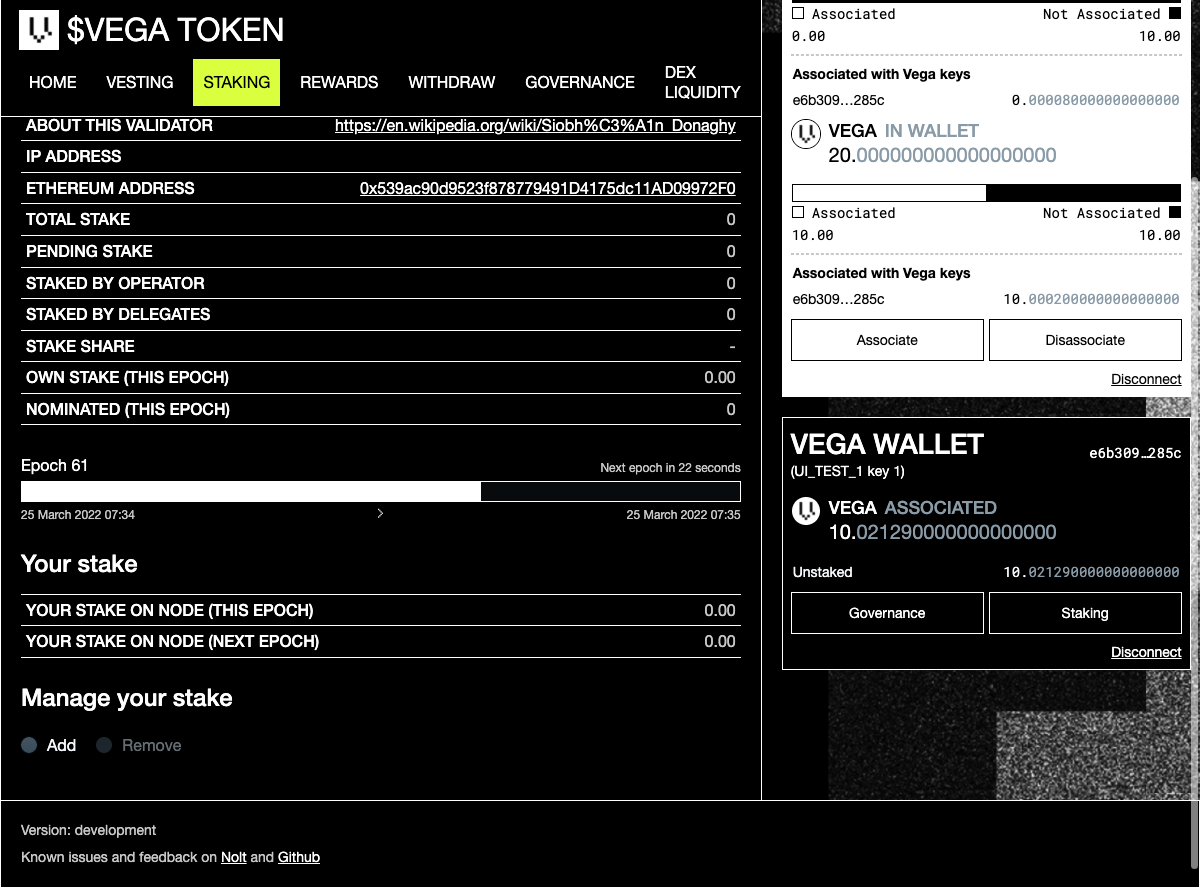 $VEGA TOKEN
HOME VESTING STAKING REWARDS WITHDRAW GOVERNANCE DEX LIQUIDITY
ABOUT THIS VALIDATOR https://en.wikipedia.org/wiki/Siobh%C3%A1n_Donaghy
IP ADDRESS
ETHEREUM ADDRESS 0x539ac90d9523f878779491D4175dc11AD09972F0
TOTAL STAKE 0
PENDING STAKE 0
STAKED BY OPERATOR 0
STAKED BY DELEGATES 0
STAKE SHARE -
OWN STAKE (THIS EPOCH) 0.00
NOMINATED (THIS EPOCH) 0
Epoch 61 Next epoch in 22 seconds
25 March 2022 07:34 > 25 March 2022 07:35
Your stake
YOUR STAKE ON NODE (THIS EPOCH) 0.00
YOUR STAKE ON NODE (NEXT EPOCH) 0.00
Manage your stake
Add Remove
Associated Not Associated
0.00 10.00
Associated with Vega keys
e6b309…285c 0.000080000000000000
VEGA IN WALLET
20.000000000000000000
Associated Not Associated
10.00 10.00
Associated with Vega keys
e6b309…285c 10.000200000000000000
Associate Disassociate
Disconnect
VEGA WALLET e6b309…285c
(UI_TEST_1 key 1)
VEGA ASSOCIATED
10.021290000000000000
Unstaked 10.021290000000000000
Governance Staking
Disconnect
Version: development
Known issues and feedback on Nolt and Github